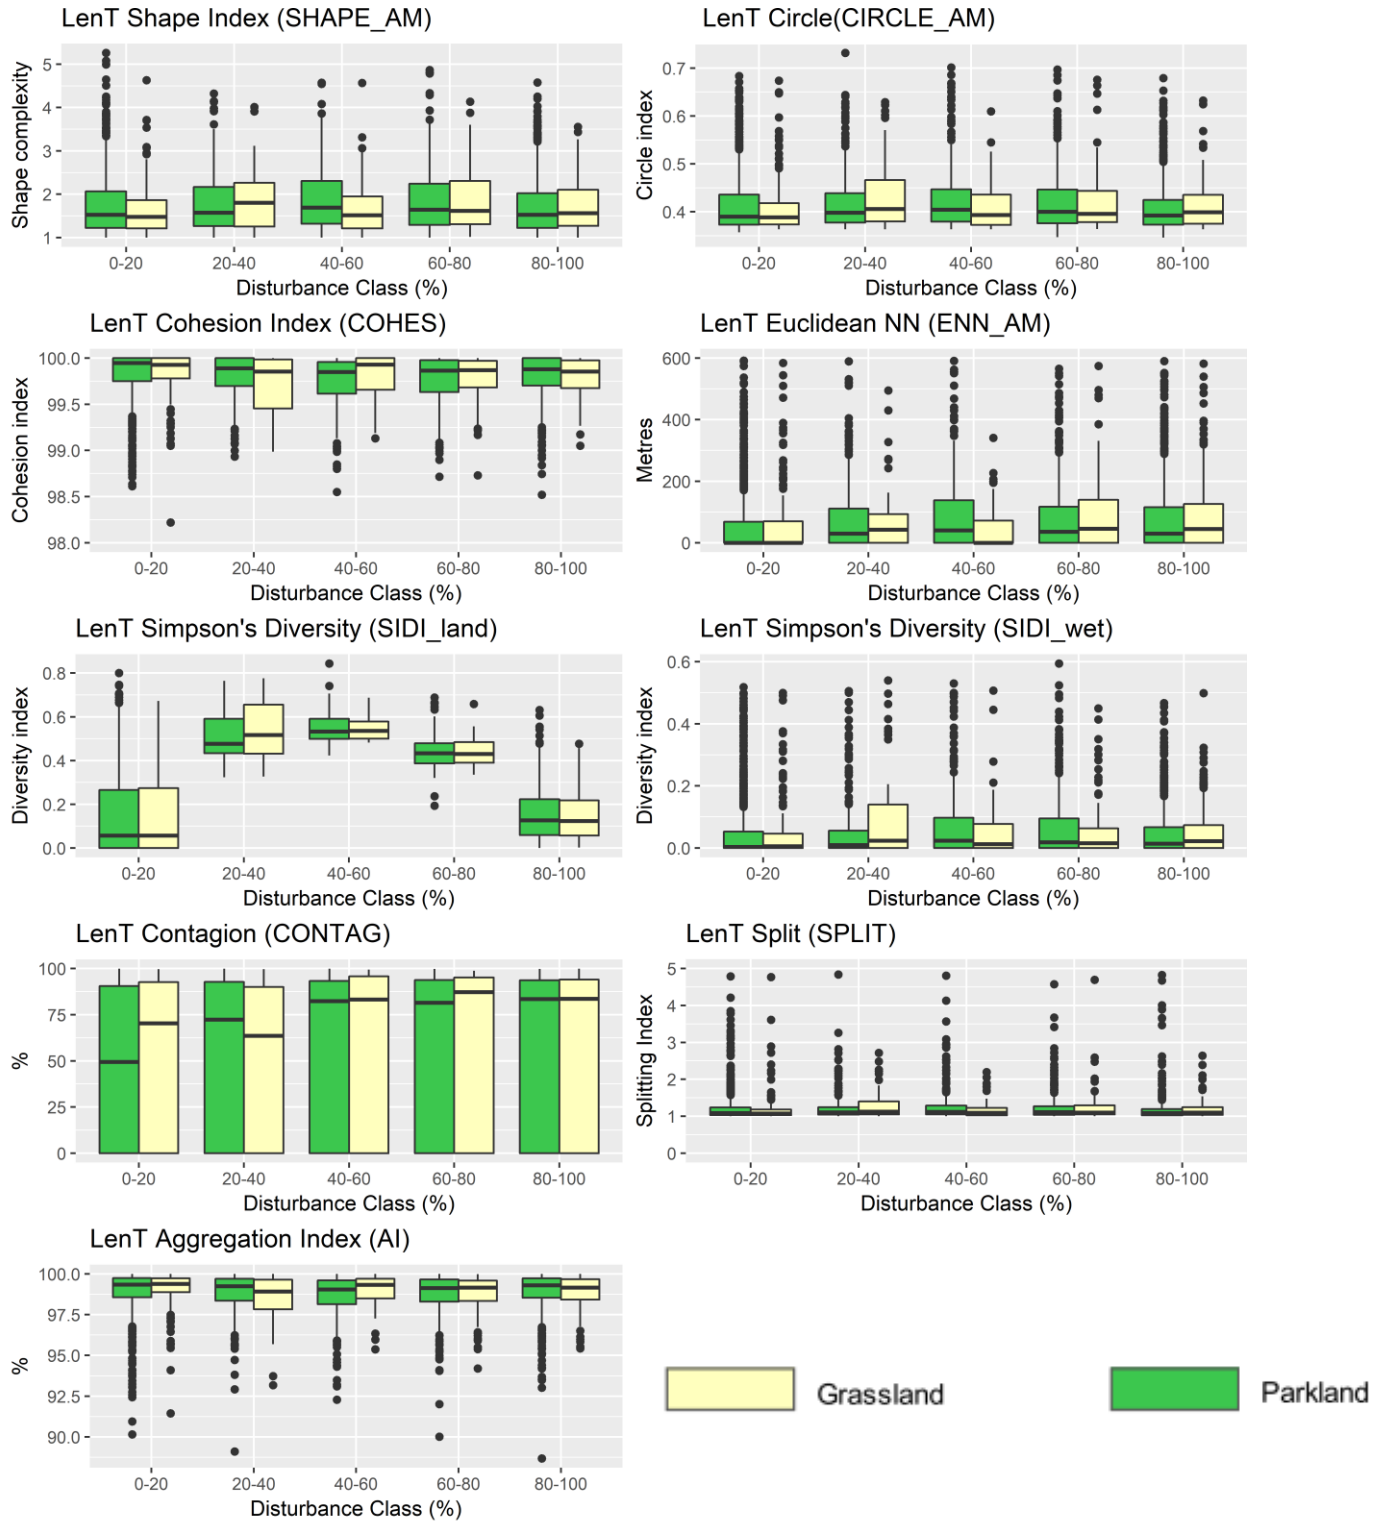 LenT Shape Index (SHAPE_AM)
Shape complexity
5
4
3
2
1
0-20 20-40 40-60 60-80 80-100
Disturbance Class (%)
LenT Circle(CIRCLE_AM)
Circle index
0.7
0.6
0.5
0.4
0-20 20-40 40-60 60-80 80-100
Disturbance Class (%)
LenT Cohesion Index (COHES)
Cohesion index
100.0
99.5
99.0
98.5
98.0
0-20 20-40 40-60 60-80 80-100
Disturbance Class (%)
LenT Euclidean NN (ENN_AM)
Metres
600
400
200
0
0-20 20-40 40-60 60-80 80-100
Disturbance Class (%)
LenT Simpson's Diversity (SIDI_land)
Diversity index
0.8
0.6
0.4
0.2
0.0
0-20 20-40 40-60 60-80 80-100
Disturbance Class (%)
LenT Simpson's Diversity (SIDI_wet)
Diversity index
0.6
0.4
0.2
0.0
0-20 20-40 40-60 60-80 80-100
Disturbance Class (%)
LenT Contagion (CONTAG)
%
100
75
50
25
0
0-20 20-40 40-60 60-80 80-100
Disturbance Class (%)
LenT Split (SPLIT)
Splitting Index
5
4
3
2
1
0
0-20 20-40 40-60 60-80 80-100
Disturbance Class (%)
LenT Aggregation Index (AI)
%
100.0
97.5
95.0
92.5
90.0
0-20 20-40 40-60 60-80 80-100
Disturbance Class (%)
Grassland
Parkland